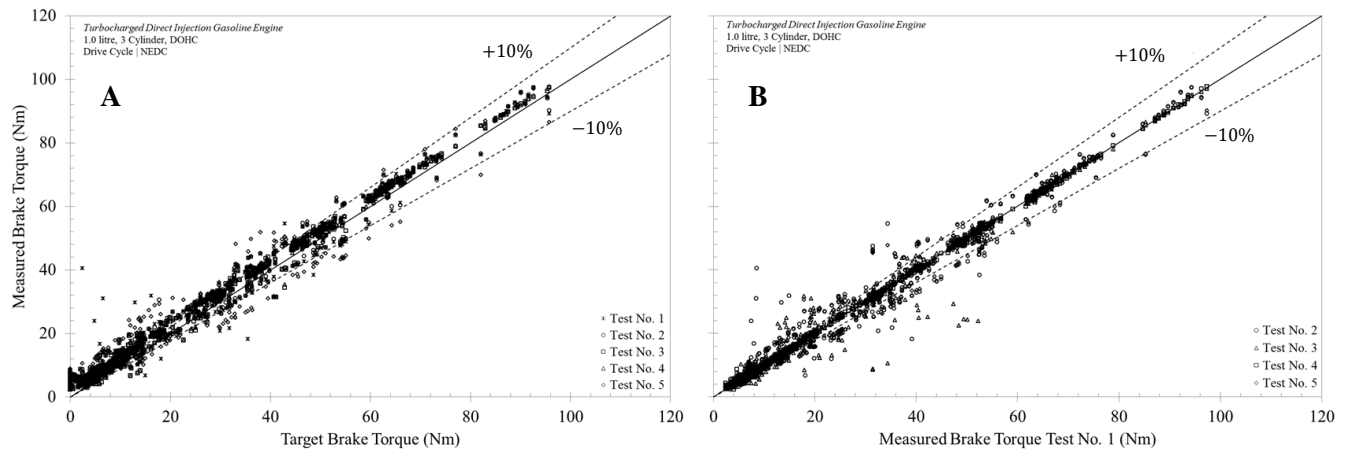 Turbocharged Direct Injection Gasoline Engine
1.0 litre, 3 Cylinder, DOHC
Drive Cycle | NEDC
A
+10%
−10%
120
100
80
60
40
20
0
Measured Brake Torque (Nm)
Test No. 1
Test No. 2
Test No. 3
Test No. 4
Test No. 5
0 20 40 60 80 100 120
Target Brake Torque (Nm)
Turbocharged Direct Injection Gasoline Engine
1.0 litre, 3 Cylinder, DOHC
Drive Cycle | NEDC
B
+10%
−10%
120
100
80
60
40
20
0
Test No. 2
Test No. 3
Test No. 4
Test No. 5
0 20 40 60 80 100 120
Measured Brake Torque Test No. 1 (Nm)